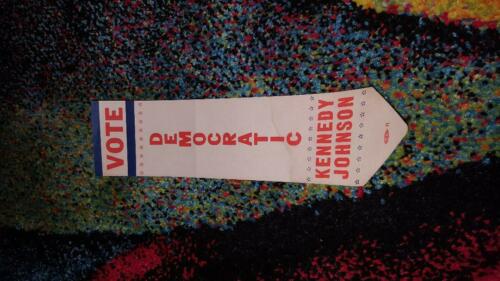 VOTE
DEMOCRATIC
KENNEDY
JOHNSON